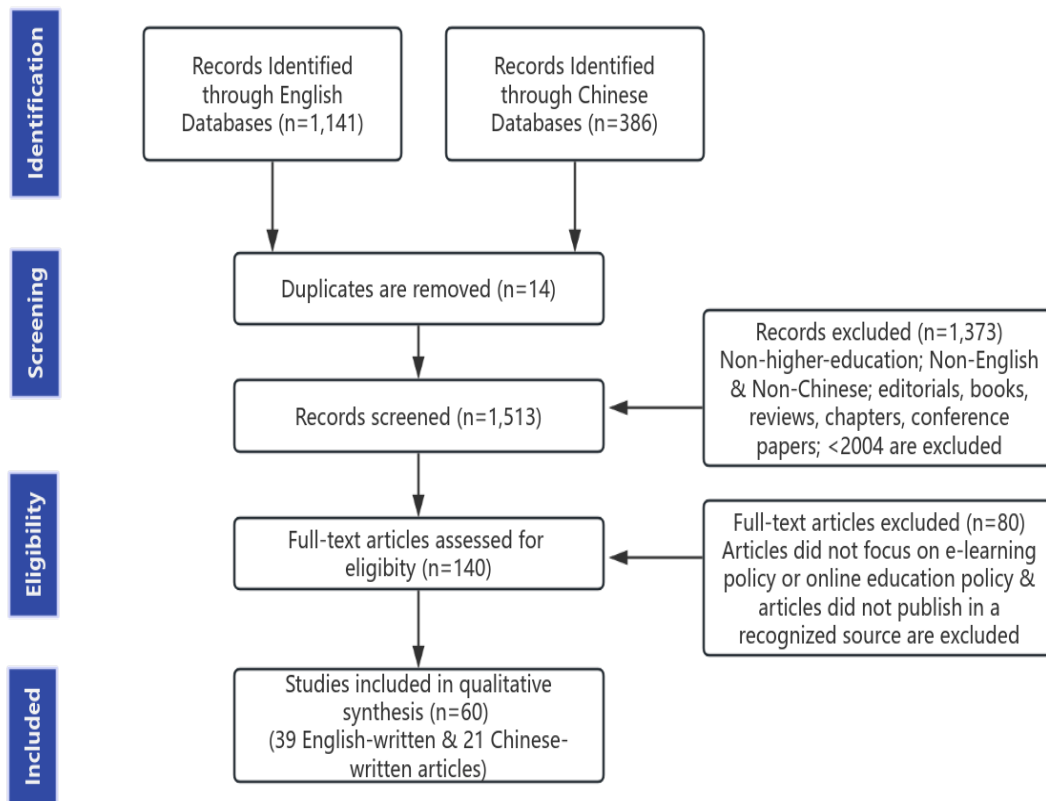 Identification
Records Identified
through English
Databases (n=1,141)
Records Identified
through Chinese
Databases (n=386)
Screening
Duplicates are removed (n=14)
Records excluded (n=1,373)
Non-higher-education; Non-English
& Non-Chinese; editorials, books,
reviews, chapters, conference
papers; <2004 are excluded
Records screened (n=1,513)
Eligibility
Full-text articles assessed for
eligibity (n=140)
Full-text articles excluded (n=80)
Articles did not focus on e-learning
policy or online education policy &
articles did not publish in a
recognized source are excluded
Included
Studies included in qualitative
synthesis (n=60)
(39 English-written & 21 Chinese-
written articles)